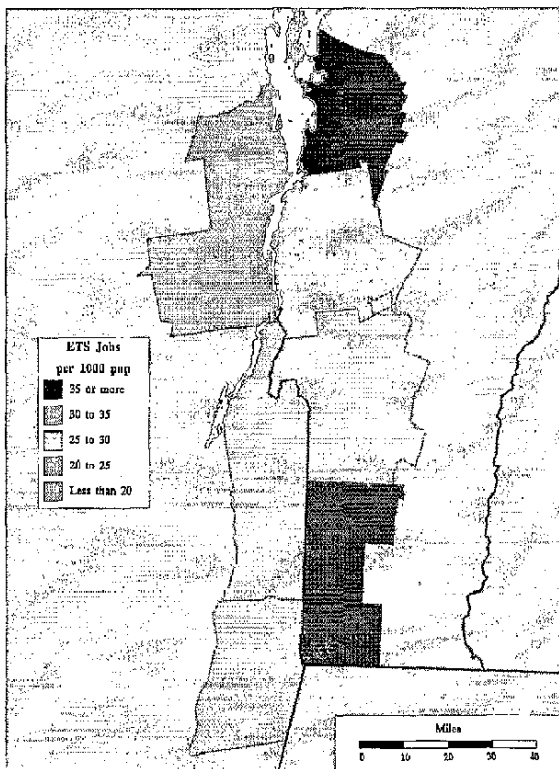 ETS Jobs
per 1000 pop
35 or more
30 to 35
25 to 30
20 to 25
Less than 20
Miles
0 10 20 30 40